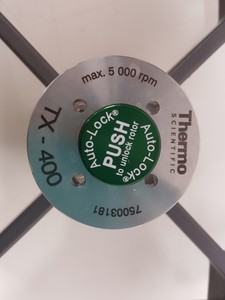 max. 5 000 rpm
Thermo
SCIENTIFIC
TX - 400
75003181
Auto-Lock®
PUSH
to unlock rotor
Auto-Lock®